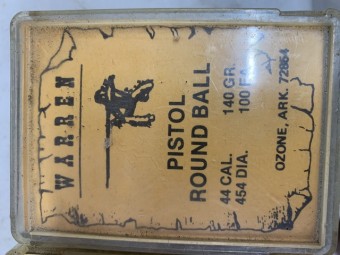 WARREN
PISTOL
ROUND BALL
44 CAL. 140 GR.
454 DIA. 100 EA.
OZONE, ARK. 72854